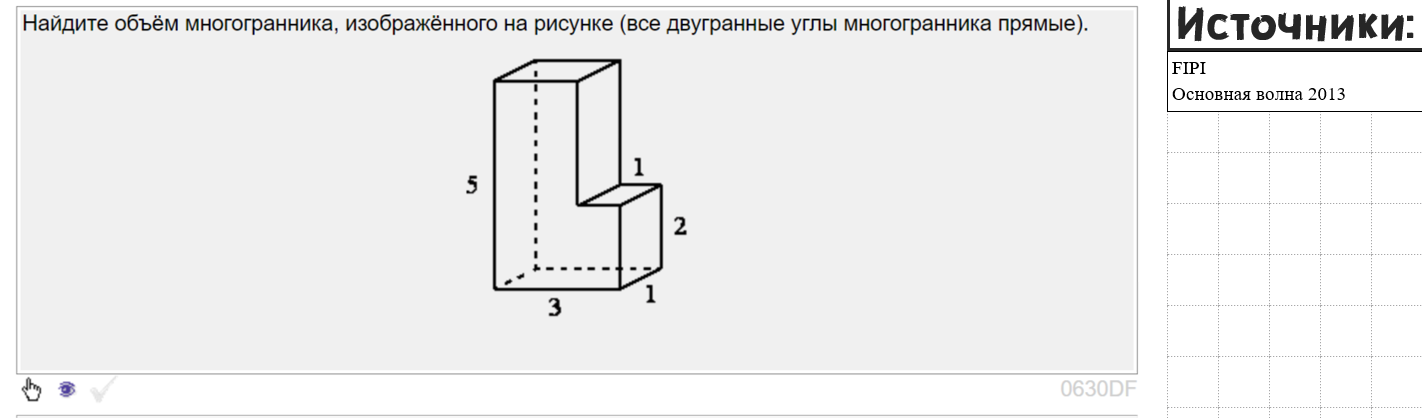 Найдите объём многогранника, изображённого на рисунке (все двугранные углы многогранника прямые).
1
5
2
1
3
0630DF
Источники:
FIPI
Основная волна 2013